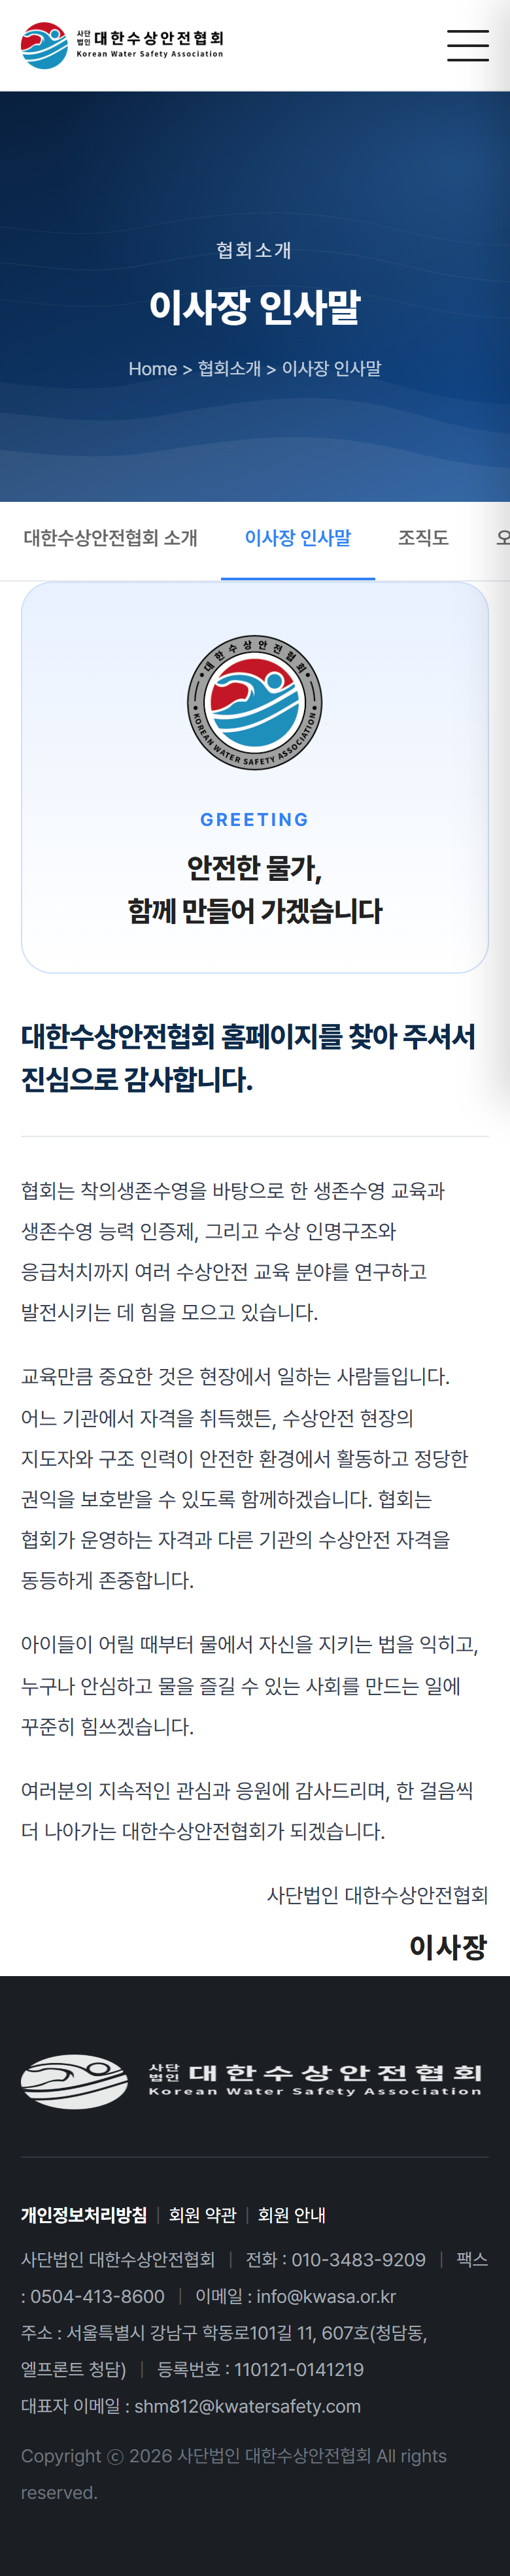 사단
법인 대한수상안전협회
Korean Water Safety Association
협회소개
이사장 인사말
Home > 협회소개 > 이사장 인사말
대한수상안전협회 소개 이사장 인사말 조직도
대한수상안전협회
KOREAN WATER SAFETY ASSOCIATION
GREETING
안전한 물가,
함께 만들어 가겠습니다
대한수상안전협회 홈페이지를 찾아 주셔서
진심으로 감사합니다.
협회는 착의생존수영을 바탕으로 한 생존수영 교육과
생존수영 능력 인증제, 그리고 수상 인명구조와
응급처치까지 여러 수상안전 교육 분야를 연구하고
발전시키는 데 힘을 모으고 있습니다.
교육만큼 중요한 것은 현장에서 일하는 사람들입니다.
어느 기관에서 자격을 취득했든, 수상안전 현장의
지도자와 구조 인력이 안전한 환경에서 활동하고 정당한
권익을 보호받을 수 있도록 함께하겠습니다. 협회는
협회가 운영하는 자격과 다른 기관의 수상안전 자격을
동등하게 존중합니다.
아이들이 어릴 때부터 물에서 자신을 지키는 법을 익히고,
누구나 안심하고 물을 즐길 수 있는 사회를 만드는 일에
꾸준히 힘쓰겠습니다.
여러분의 지속적인 관심과 응원에 감사드리며, 한 걸음씩
더 나아가는 대한수상안전협회가 되겠습니다.
사단법인 대한수상안전협회
이사장
사단
법인 대한수상안전협회
Korean Water Safety Association
개인정보처리방침 | 회원 약관 | 회원 안내
사단법인 대한수상안전협회 | 전화 : 010-3483-9209 | 팩스
: 0504-413-8600 | 이메일 : info@kwasa.or.kr
주소 : 서울특별시 강남구 학동로101길 11, 607호(청담동,
엘프론트 청담) | 등록번호 : 110121-0141219
대표자 이메일 : shm812@kwatersafety.com
Copyright ⓒ 2026 사단법인 대한수상안전협회 All rights
reserved.